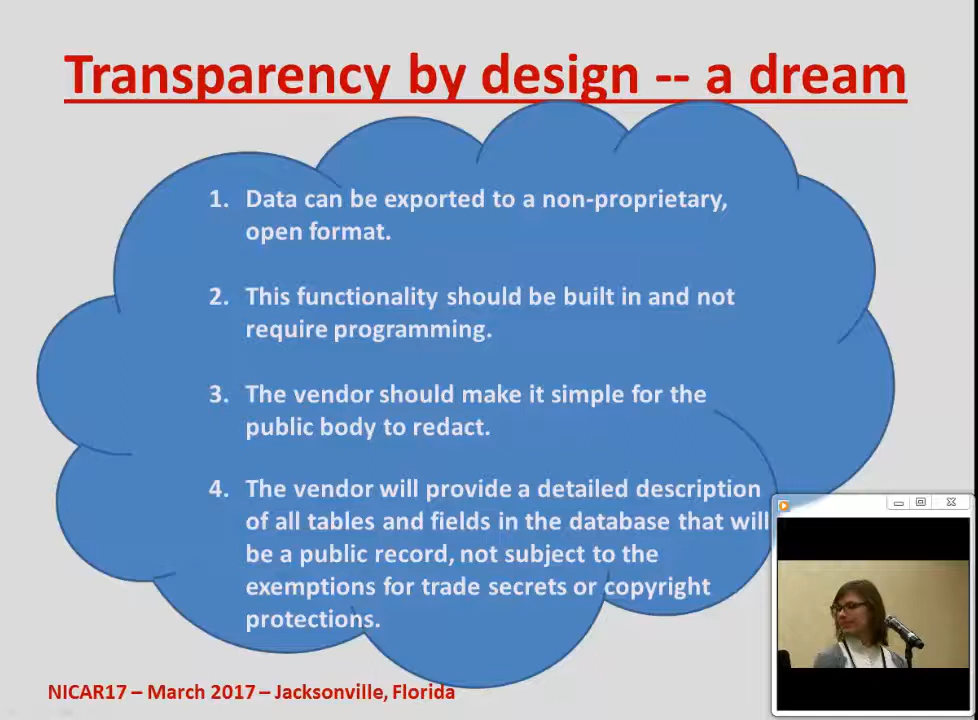 Transparency by design -- a dream
1. Data can be exported to a non-proprietary,
open format.
2. This functionality should be built in and not
require programming.
3. The vendor should make it simple for the
public body to redact.
4. The vendor will provide a detailed description
of all tables and fields in the database that will
be a public record, not subject to the
exemptions for trade secrets or copyright
protections.
NICAR17 – March 2017 – Jacksonville, Florida